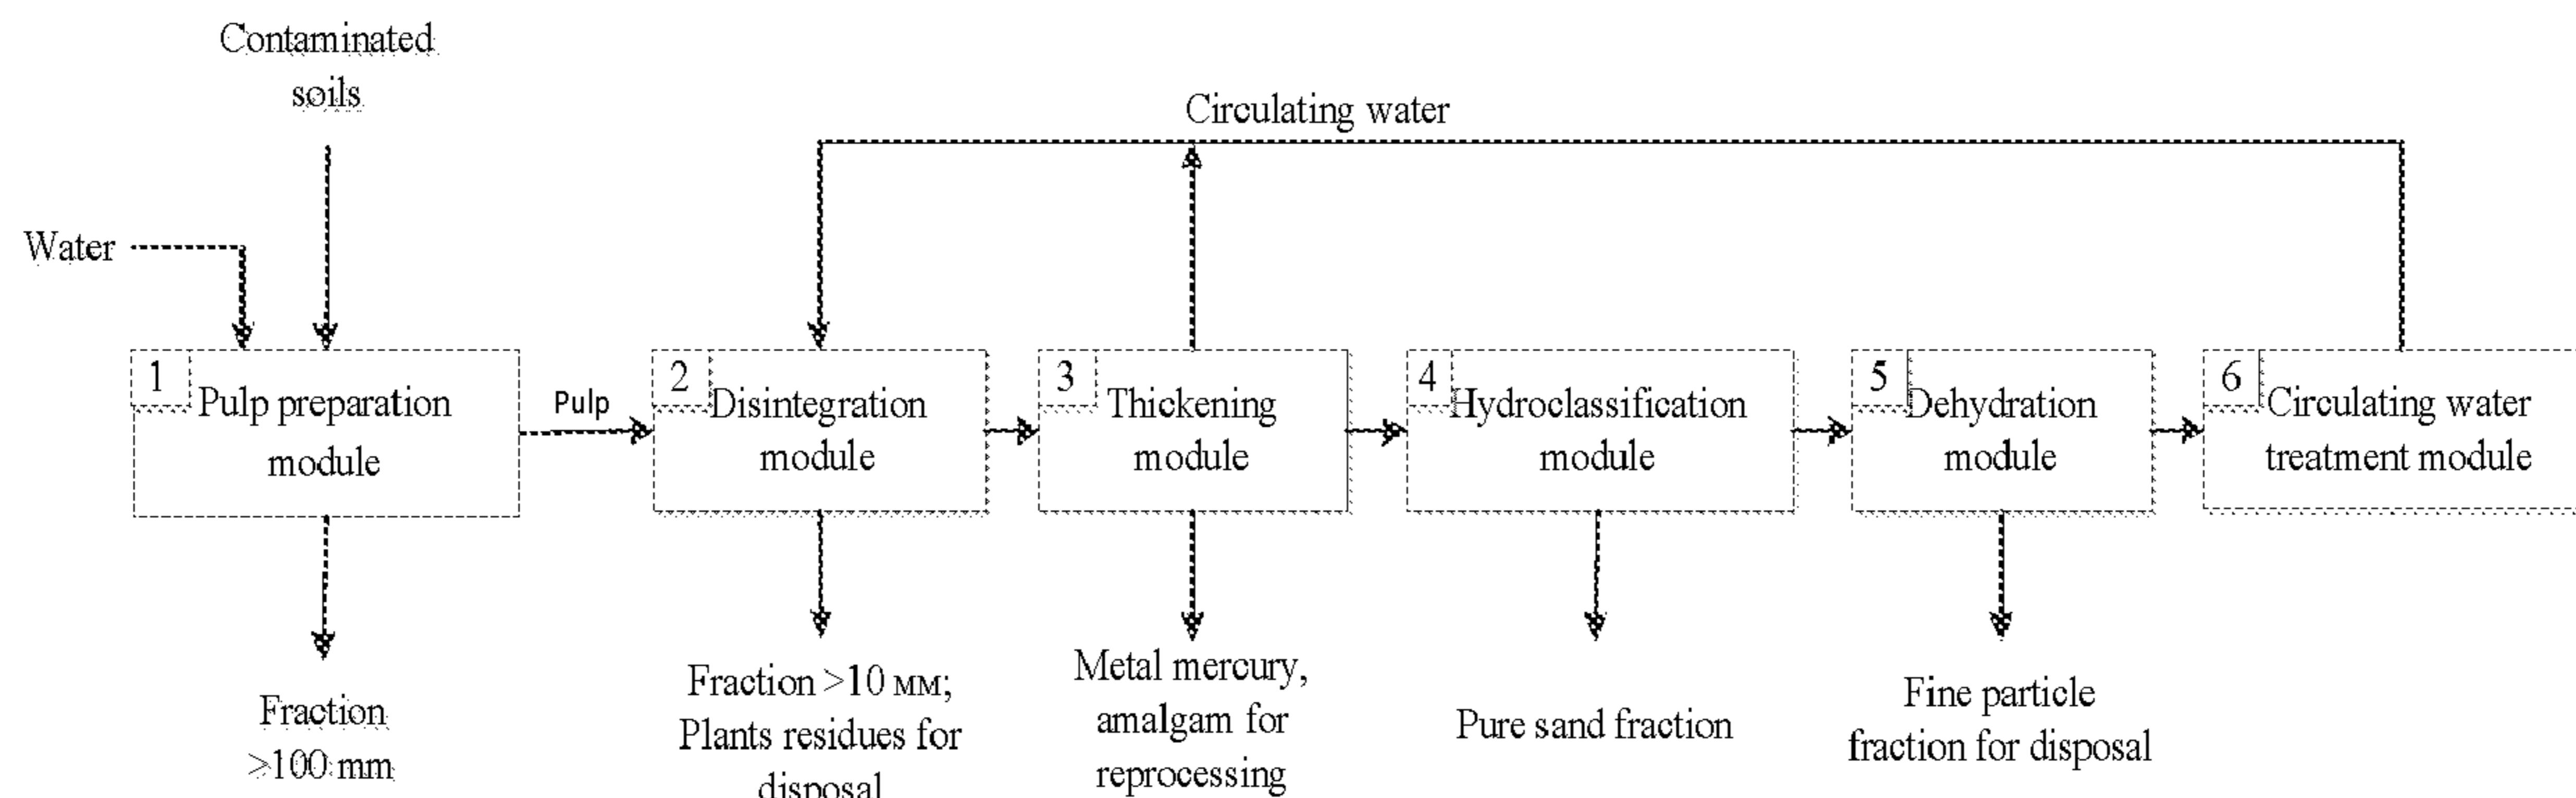 Contaminated
soils
Circulating water
Water
1
Pulp preparation
module
Pulp
2
Disintegration
module
3
Thickening
module
4
Hydroclassification
module
5
Dehydration
module
6
Circulating water
treatment module
Fraction
>100 mm
Fraction >10 мм;
Plants residues for
disposal
Metal mercury,
amalgam for
reprocessing
Pure sand fraction
Fine particle
fraction for disposal